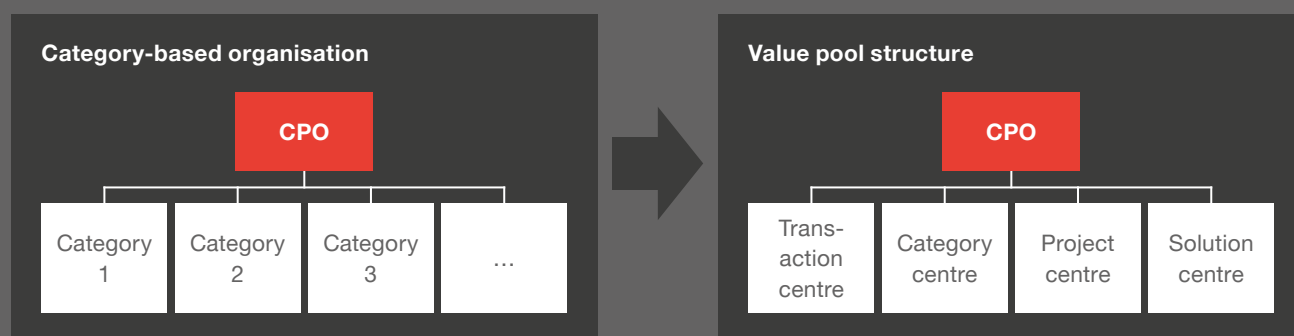 Category-based organisation
CPO
Category
1
Category
2
Category
3
...
Value pool structure
CPO
Trans-
action
centre
Category
centre
Project
centre
Solution
centre